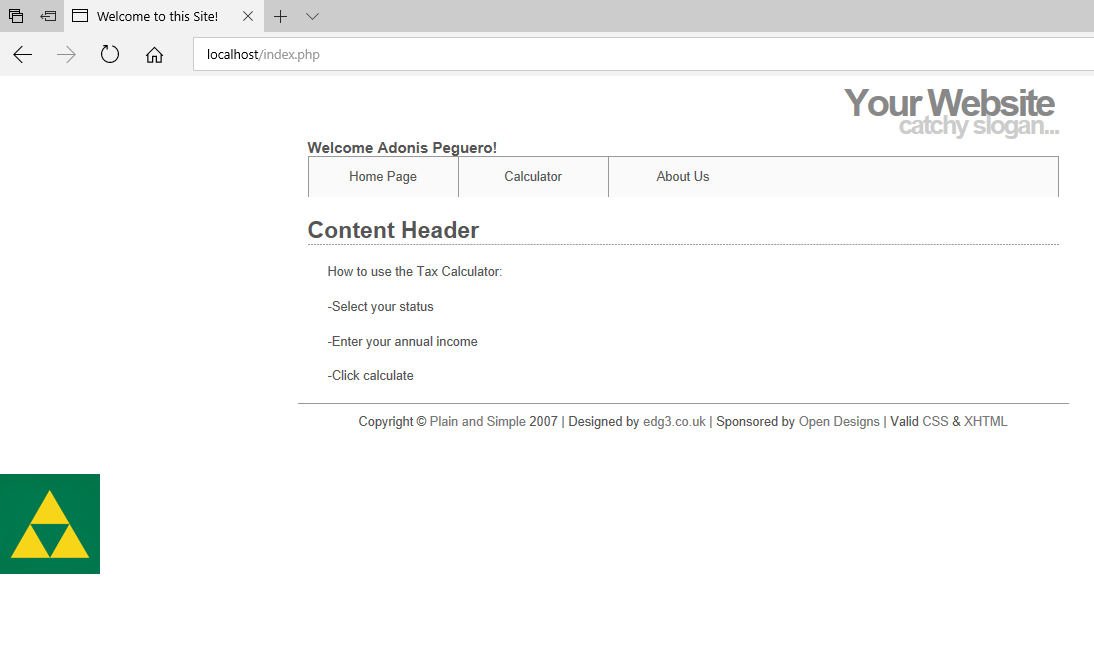 Welcome to this Site!
localhost/index.php
Your Website
catchy slogan...
Welcome Adonis Peguero!
Home Page Calculator About Us
Content Header
How to use the Tax Calculator:
-Select your status
-Enter your annual income
-Click calculate
Copyright © Plain and Simple 2007 | Designed by edg3.co.uk | Sponsored by Open Designs | Valid CSS & XHTML